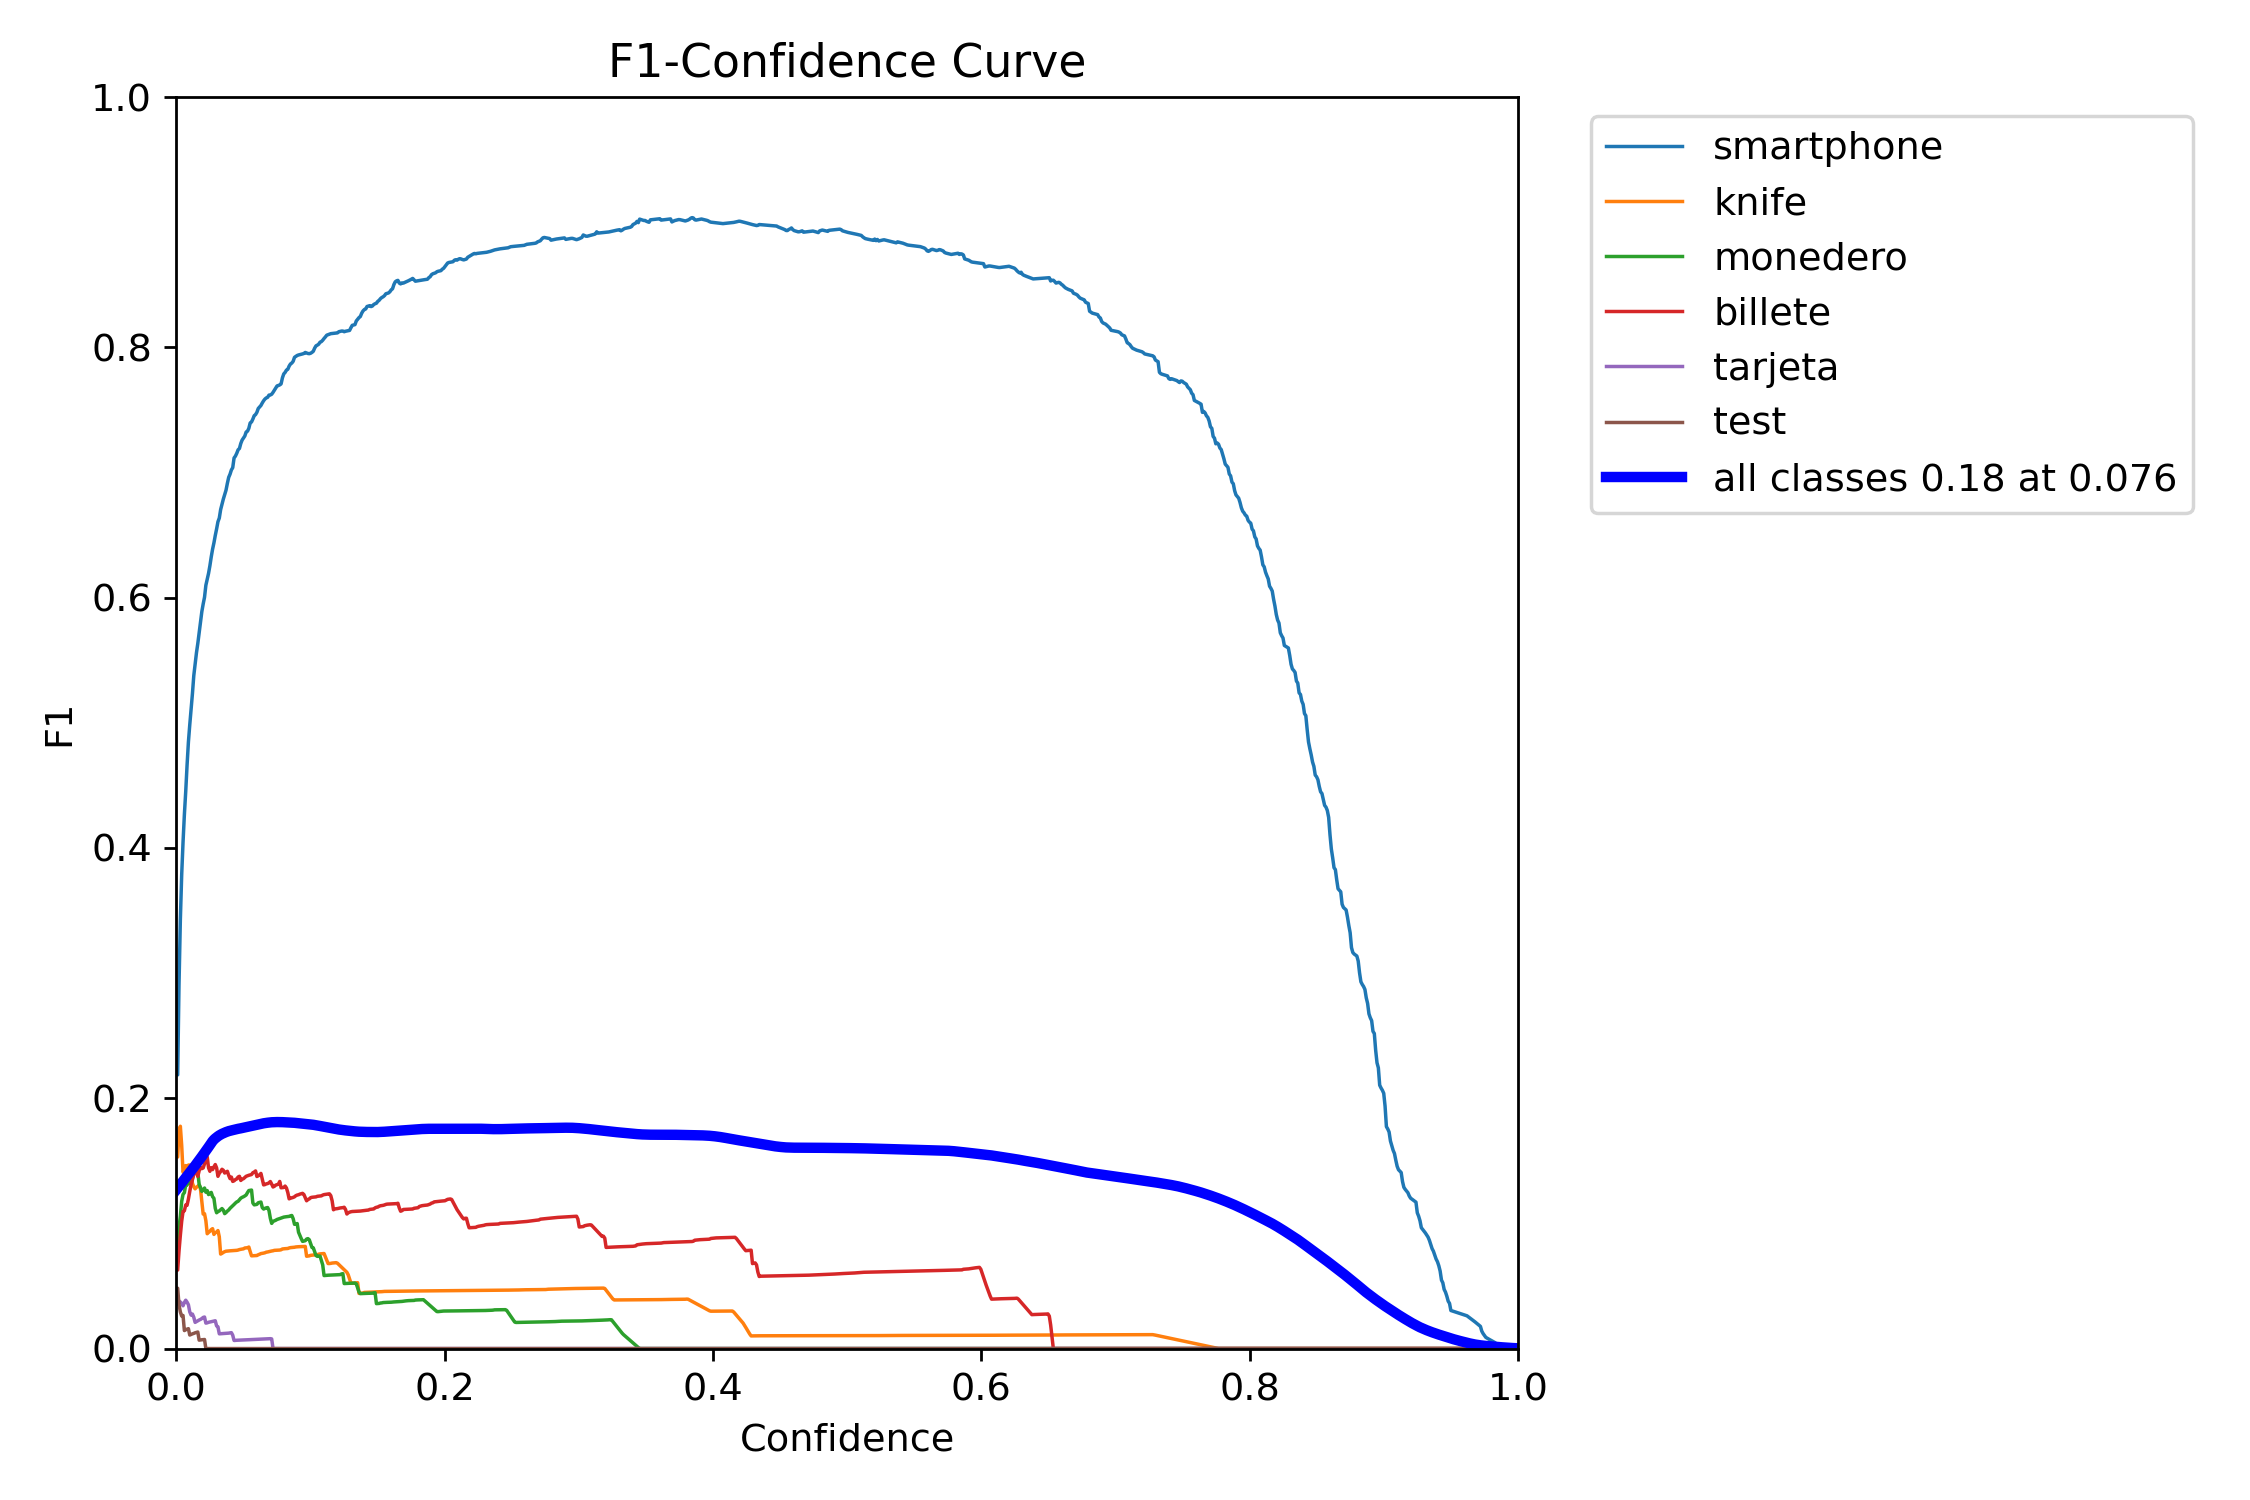 F1-Confidence Curve
1.0
0.8
0.6
0.4
0.2
0.0
F1
0.0 0.2 0.4 0.6 0.8 1.0
Confidence
smartphone
knife
monedero
billete
tarjeta
test
all classes 0.18 at 0.076